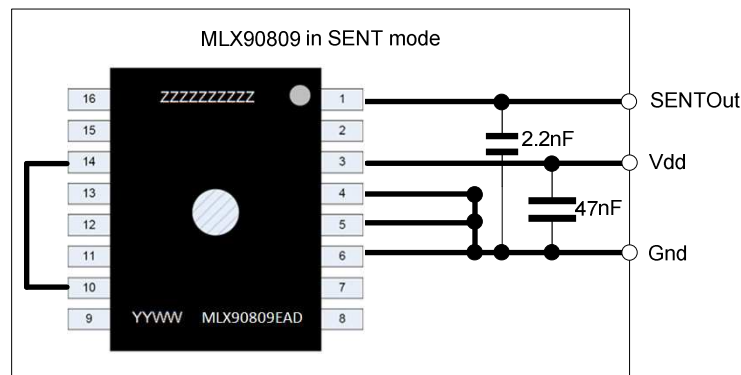 MLX90809 in SENT mode
16 ZZZZZZZZZZ 1 SENTOut
15 2
2.2nF
14 3 Vdd
13 4
47nF
12 5
11 6 Gnd
10 7
9 YYWW MLX90809EAD 8